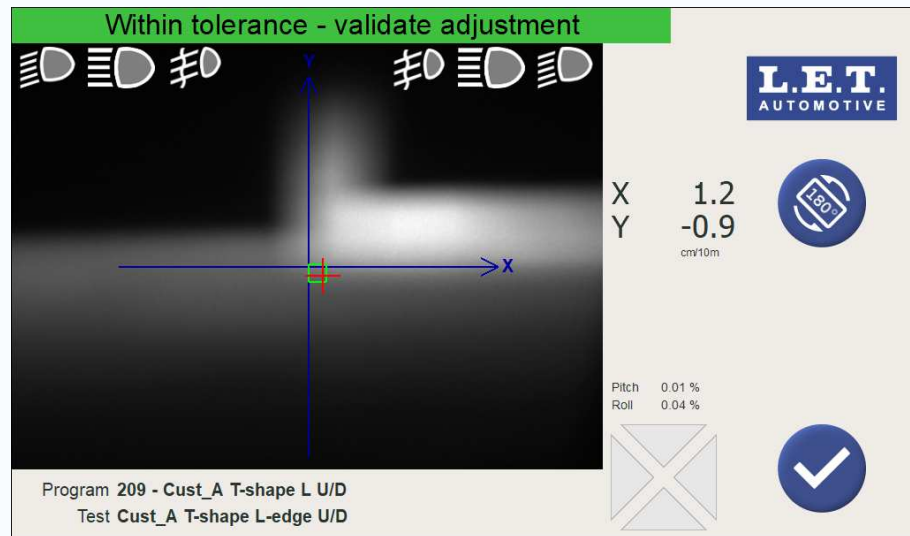 Within tolerance - validate adjustment
Y
X
L.E.T.
AUTOMOTIVE
X 1.2
Y -0.9
cm/10m
180°
Pitch 0.01 %
Roll 0.04 %
Program 209 - Cust_A T-shape L U/D
Test Cust_A T-shape L-edge U/D